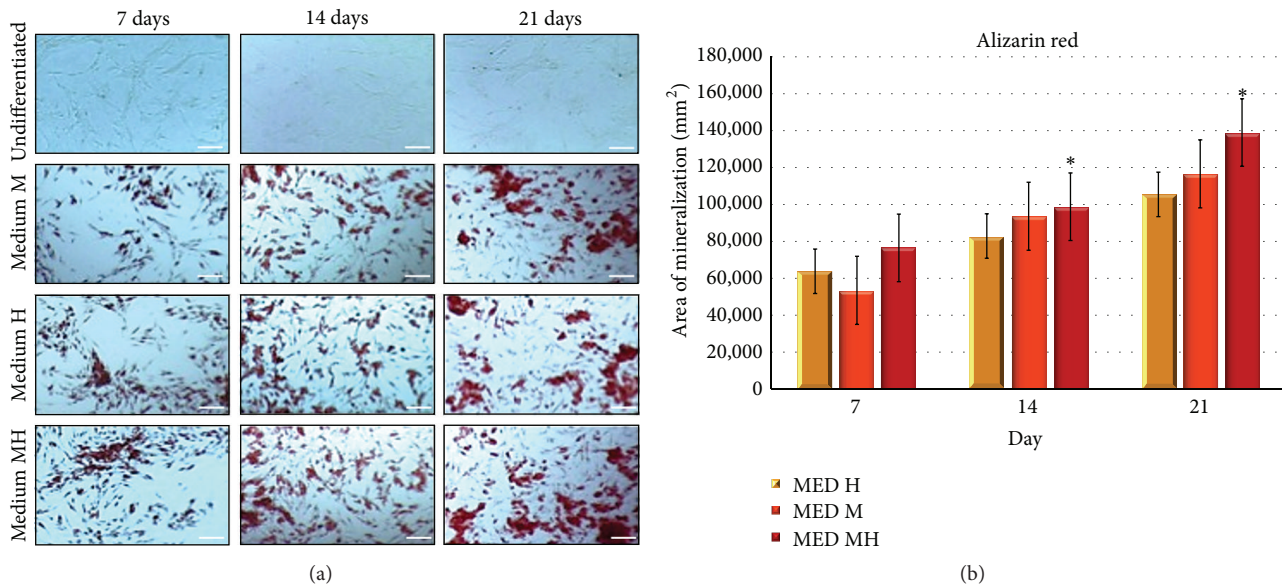 7 days
14 days
21 days
Undifferentiated
Medium M
Medium H
Medium MH
(a)
Alizarin red
Area of mineralization (mm²)
180,000
160,000
140,000
120,000
100,000
80,000
60,000
40,000
20,000
0
*
*
7
14
21
Day
MED H
MED M
MED MH
(b)